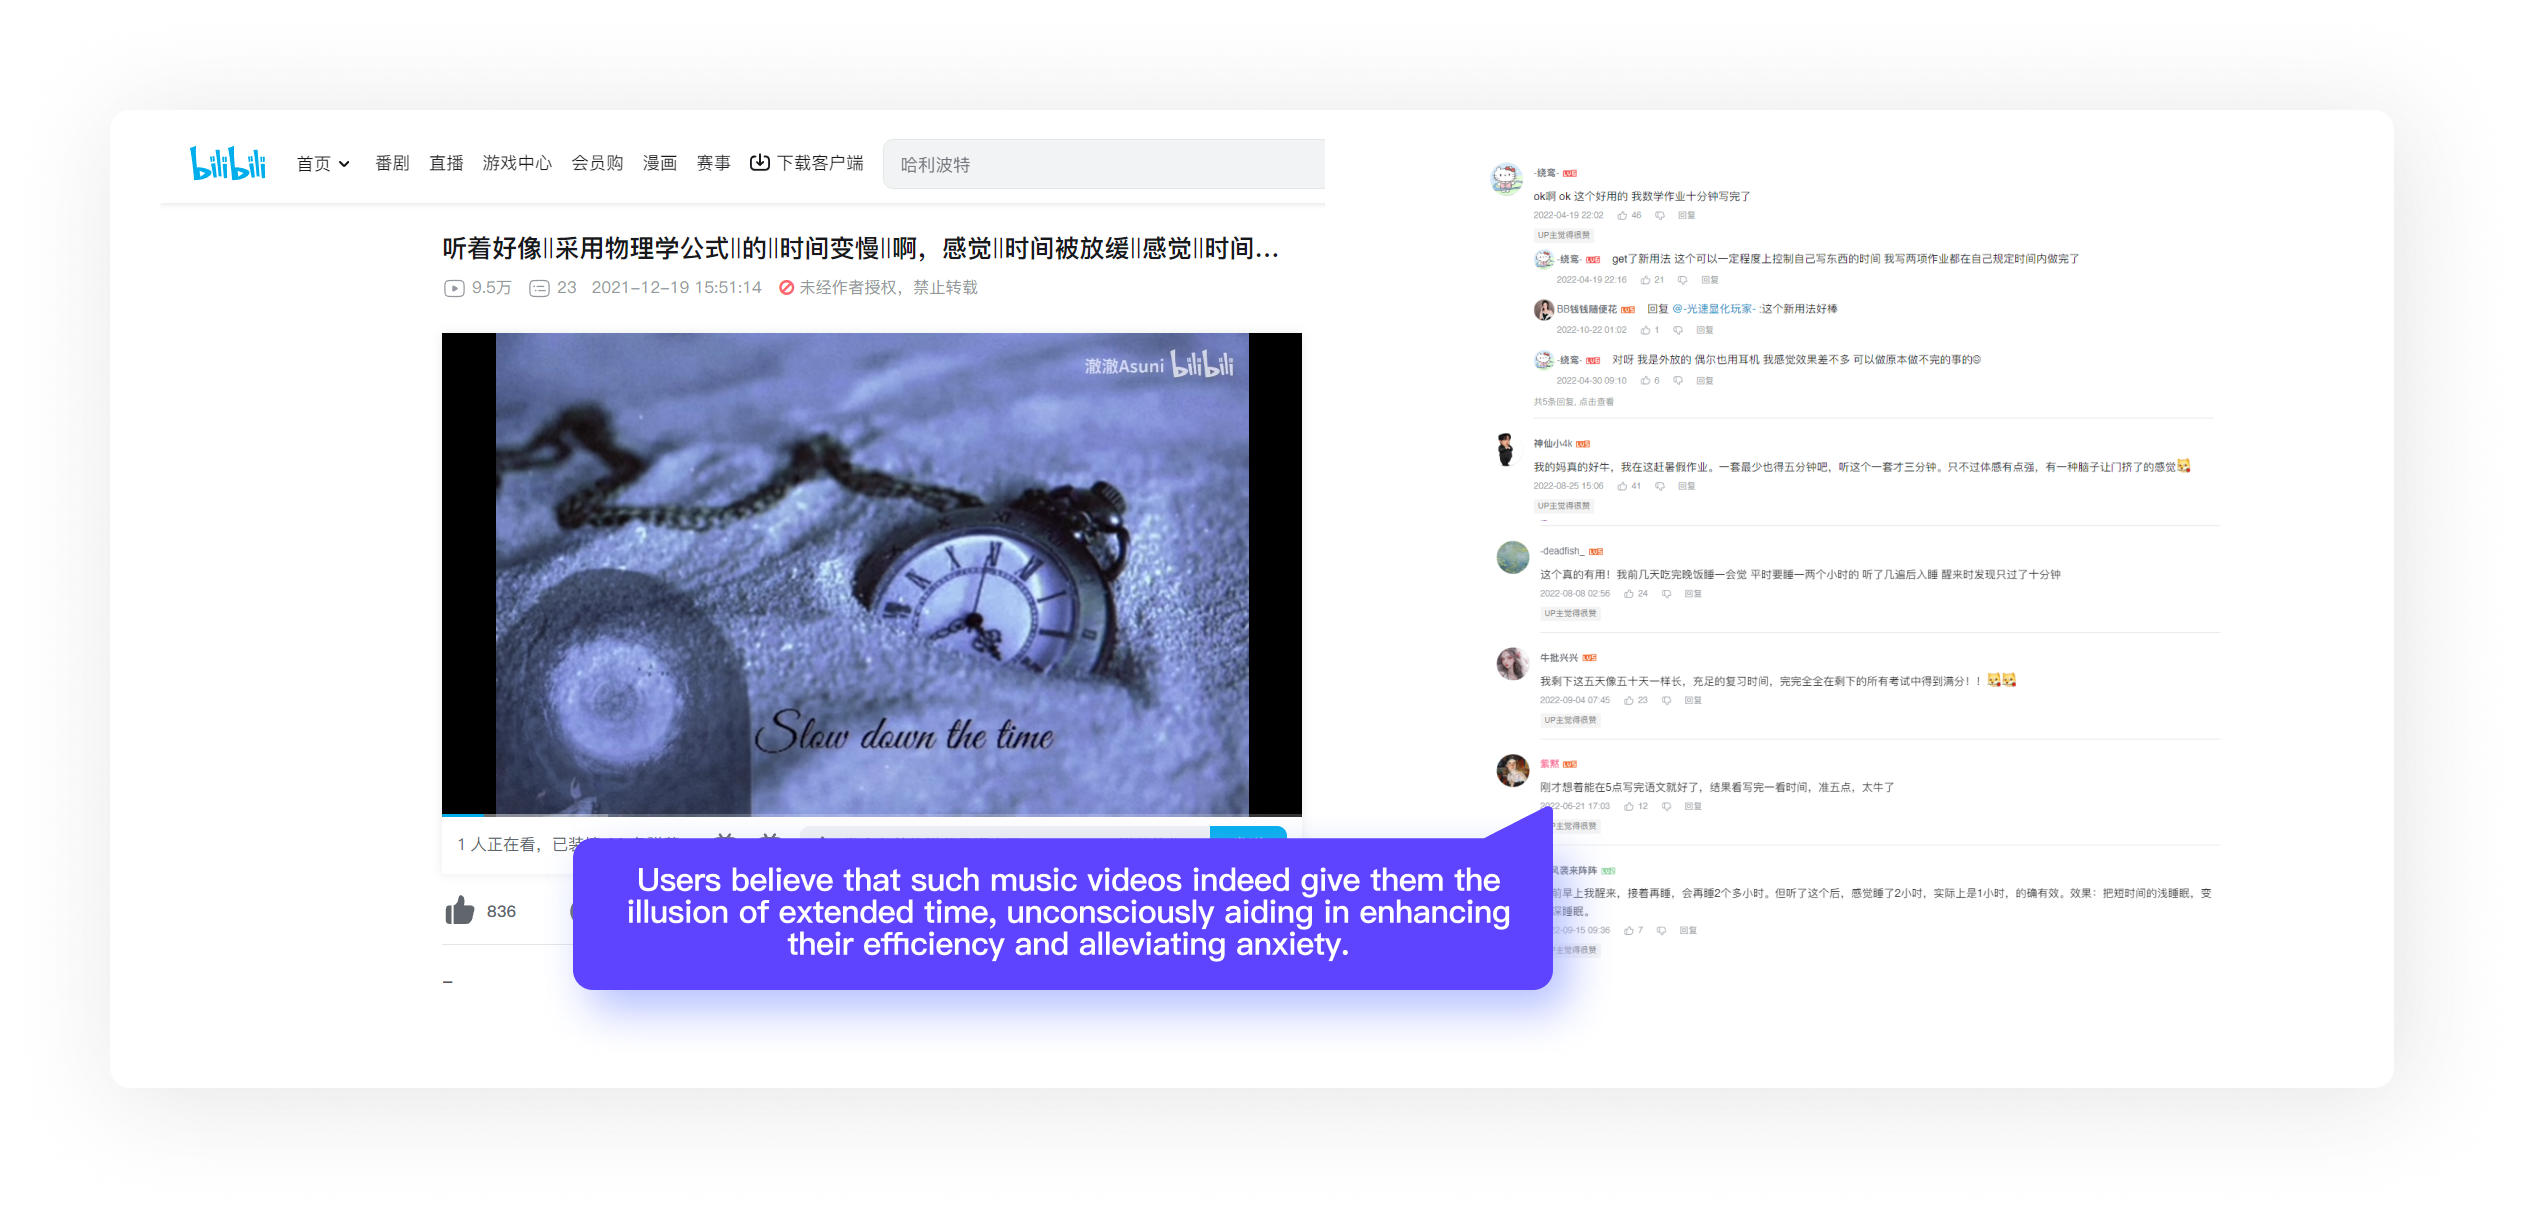 bilibili 首页 番剧 直播 游戏中心 会员购 漫画 赛事 下载客户端 哈利波特
听着好像||采用物理学公式||的||时间变慢||啊，感觉||时间被放缓||感觉||时间...
9.5万 23 2021-12-19 15:51:14 未经作者授权，禁止转载
澈澈Asuni bilibili
Slow down the time
1 人正在看，已装
836
–
Users believe that such music videos indeed give them the
illusion of extended time, unconsciously aiding in enhancing
their efficiency and alleviating anxiety.
-绕鸾- LV5
ok啊 ok 这个好用的 我数学作业十分钟写完了
2022-04-19 22:02 46 回复
UP主觉得很赞
-绕鸾- LV5 get了新用法 这个可以一定程度上控制自己写东西的时间 我写两项作业都在自己规定时间内做完了
2022-04-19 22:16 21 回复
BB钱钱随便花 LV5 回复 @-光速显化玩家- :这个新用法好棒
2022-10-22 01:02 1 回复
-绕鸾- LV5 对呀 我是外放的 偶尔也用耳机 我感觉效果差不多 可以做原本做不完的事的
2022-04-30 09:10 6 回复
共5条回复, 点击查看
神仙小4k LV5
我的妈真的好牛，我在这赶暑假作业。一套最少也得五分钟吧，听这个一套才三分钟。只不过体感有点强，有一种脑子让门挤了的感觉
2022-08-25 15:06 41 回复
UP主觉得很赞
-deadfish_ LV5
这个真的有用！我前几天吃完晚饭睡一会觉 平时要睡一两个小时的 听了几遍后入睡 醒来时发现只过了十分钟
2022-08-08 02:56 24 回复
UP主觉得很赞
牛批兴兴 LV5
我剩下这五天像五十天一样长，充足的复习时间，完完全全在剩下的所有考试中得到满分！！
2022-09-04 07:45 23 回复
UP主觉得很赞
紫黙 LV5
刚才想着能在5点写完语文就好了，结果看写完一看时间，准五点，太牛了
2022-06-21 17:03 12 回复
主觉得很赞
风袭来阵阵
前早上我醒来，接着再睡，会再睡2个多小时。但听了这个后，感觉睡了2小时，实际上是1小时，的确有效。效果：把短时间的浅睡眠，变
深睡眠。
2-09-15 09:36 7 回复
主觉得很赞